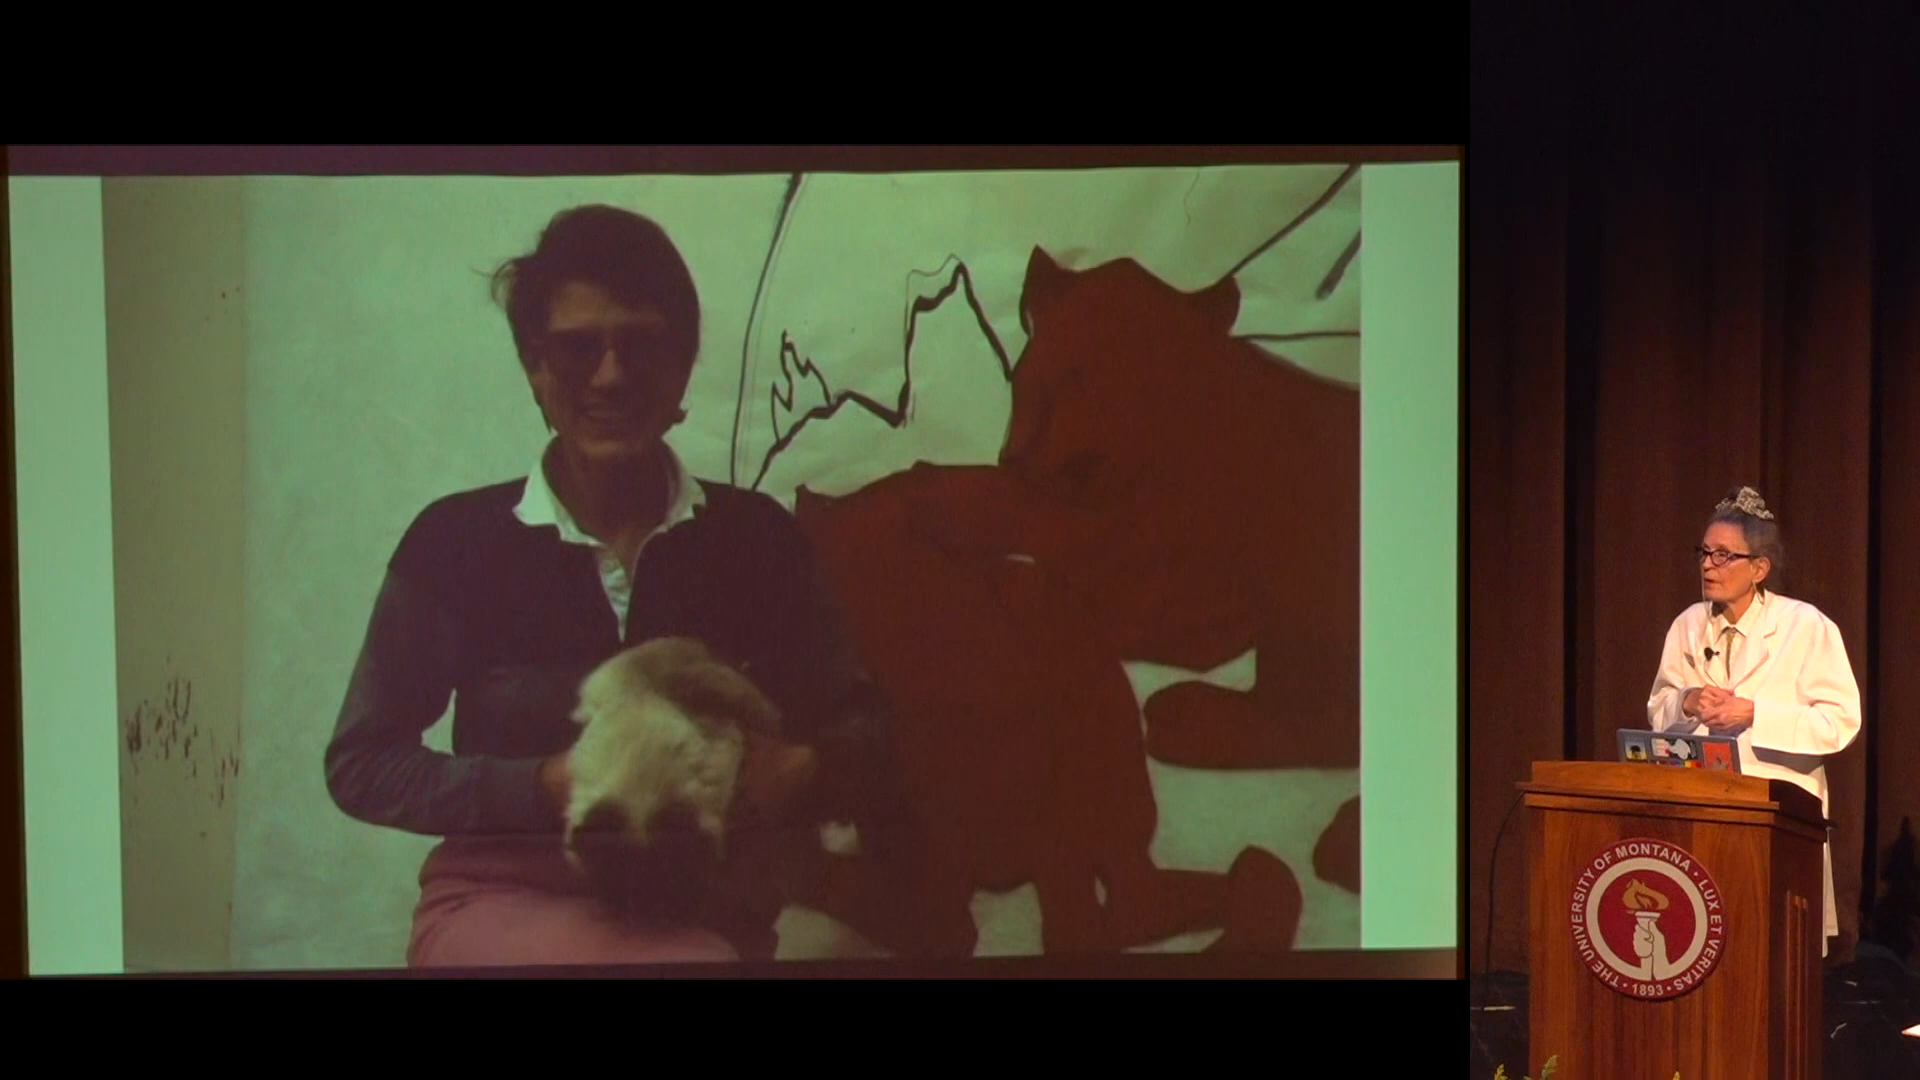 THE UNIVERSITY OF MONTANA • LUX ET VERITAS •
• 1893 •